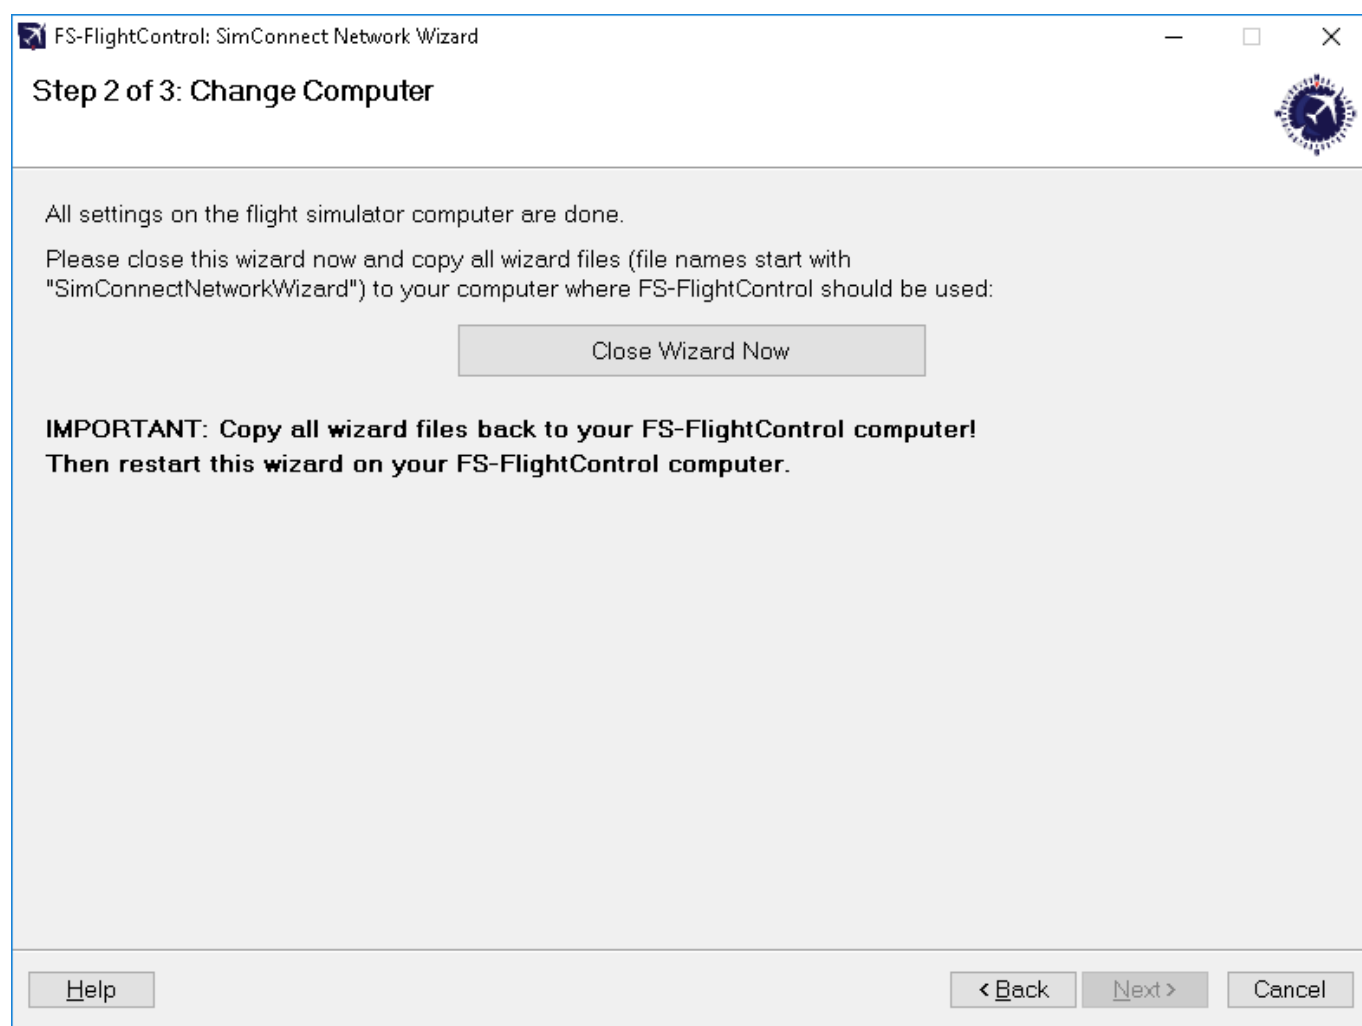 FS-FlightControl: SimConnect Network Wizard
Step 2 of 3: Change Computer
All settings on the flight simulator computer are done.
Please close this wizard now and copy all wizard files (file names start with
"SimConnectNetworkWizard") to your computer where FS-FlightControl should be used:
Close Wizard Now
IMPORTANT: Copy all wizard files back to your FS-FlightControl computer!
Then restart this wizard on your FS-FlightControl computer.
Help
< Back
Next >
Cancel